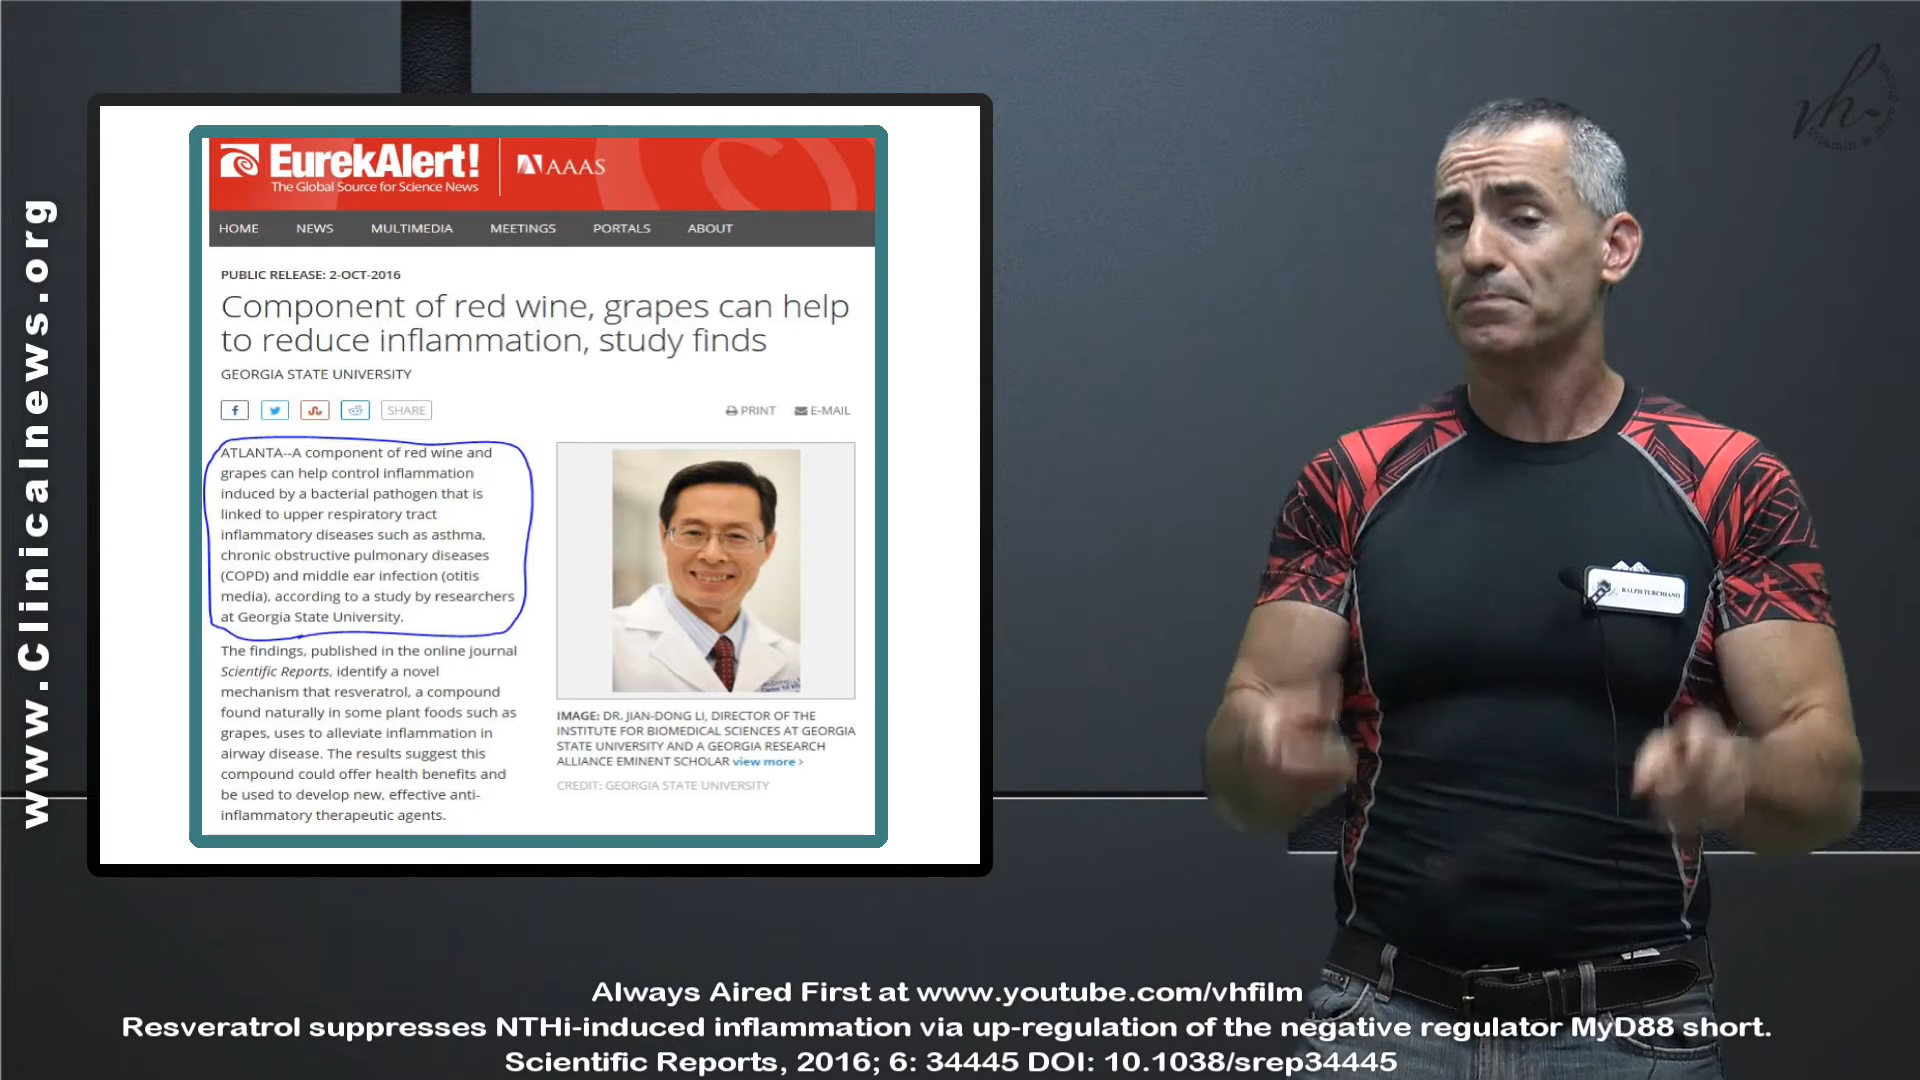 www.Clinicalnews.org
EurekAlert!
The Global Source for Science News
AAAS
HOME NEWS MULTIMEDIA MEETINGS PORTALS ABOUT
PUBLIC RELEASE: 2-OCT-2016
Component of red wine, grapes can help
to reduce inflammation, study finds
GEORGIA STATE UNIVERSITY
SHARE PRINT E-MAIL
ATLANTA--A component of red wine and
grapes can help control inflammation
induced by a bacterial pathogen that is
linked to upper respiratory tract
inflammatory diseases such as asthma,
chronic obstructive pulmonary diseases
(COPD) and middle ear infection (otitis
media), according to a study by researchers
at Georgia State University.
The findings, published in the online journal
Scientific Reports, identify a novel
mechanism that resveratrol, a compound
found naturally in some plant foods such as
grapes, uses to alleviate inflammation in
airway disease. The results suggest this
compound could offer health benefits and
be used to develop new, effective anti-
inflammatory therapeutic agents.
IMAGE: DR. JIAN-DONG LI, DIRECTOR OF THE
INSTITUTE FOR BIOMEDICAL SCIENCES AT GEORGIA
STATE UNIVERSITY AND A GEORGIA RESEARCH
ALLIANCE EMINENT SCHOLAR view more >
CREDIT: GEORGIA STATE UNIVERSITY
vh
RALPH TURCHIANO
Always Aired First at www.youtube.com/vhfilm
Resveratrol suppresses NTHi-induced inflammation via up-regulation of the negative regulator MyD88 short.
Scientific Reports, 2016; 6: 34445 DOI: 10.1038/srep34445